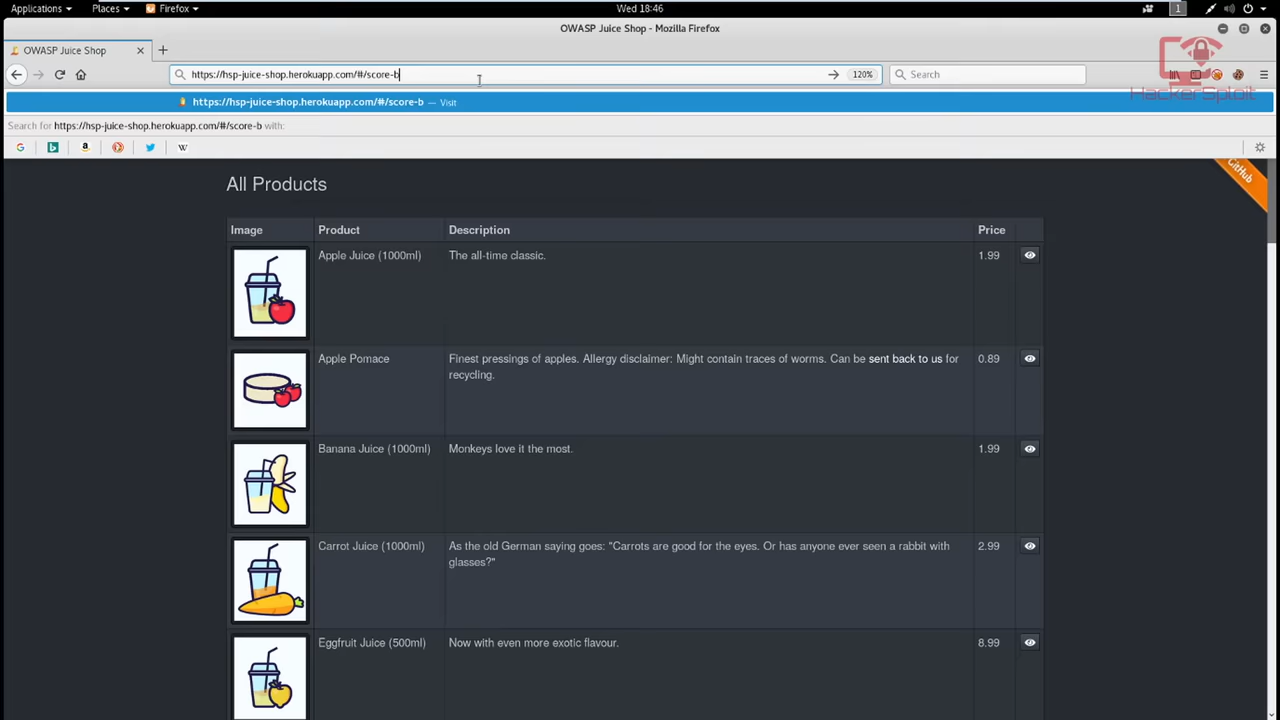 Applications Places Firefox Wed 18:46 1
OWASP Juice Shop - Mozilla Firefox
OWASP Juice Shop
https://hsp-juice-shop.herokuapp.com/#/score-b 120% Search
HackerSploit
https://hsp-juice-shop.herokuapp.com/#/score-b — Visit
Search for https://hsp-juice-shop.herokuapp.com/#/score-b with:
GitHub
All Products
Image Product Description Price
Apple Juice (1000ml) The all-time classic. 1.99
Apple Pomace Finest pressings of apples. Allergy disclaimer: Might contain traces of worms. Can be sent back to us for 0.89
recycling.
Banana Juice (1000ml) Monkeys love it the most. 1.99
Carrot Juice (1000ml) As the old German saying goes: "Carrots are good for the eyes. Or has anyone ever seen a rabbit with 2.99
glasses?"
Eggfruit Juice (500ml) Now with even more exotic flavour. 8.99